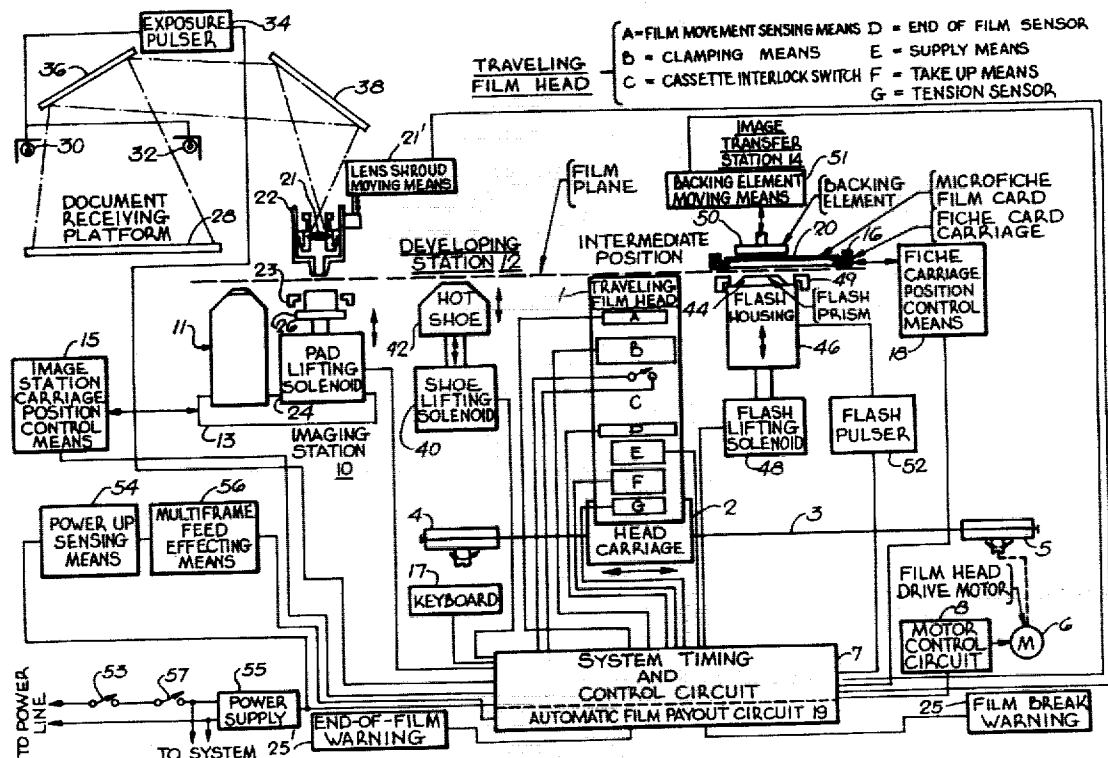 EXPOSURE
PULSER
34
36
38
30
32
DOCUMENT
RECEIVING
PLATFORM
28
21
22
21'
LENS SHROUD
MOVING MEANS
TRAVELING
FILM HEAD
A=FILM MOVEMENT SENSING MEANS
B = CLAMPING MEANS
C = CASSETTE INTERLOCK SWITCH
D = END OF FILM SENSOR
E = SUPPLY MEANS
F = TAKE UP MEANS
G = TENSION SENSOR
IMAGE
TRANSFER
STATION 14
51
BACKING ELEMENT
MOVING MEANS
BACKING
ELEMENT
50
20
16
MICROFICHE
FILM CARD
FICHE CARD
CARRIAGE
FILM
PLANE
DEVELOPING
STATION 12
INTERMEDIATE
POSITION
49
44
FLASH
HOUSING
FLASH
PRISM
46
FICHE
CARRIAGE
POSITION
CONTROL
MEANS
18
23
26
11
PAD
LIFTING
SOLENOID
24
13
IMAGING
STATION
10
15
IMAGE
STATION
CARRIAGE
POSITION
CONTROL
MEANS
HOT
SHOE
42
SHOE
LIFTING
SOLENOID
40
1
TRAVELING
FILM HEAD
A
B
C
D
E
F
G
HEAD
CARRIAGE
2
3
FLASH
LIFTING
SOLENOID
48
FLASH
PULSER
52
54
POWER UP
SENSING
MEANS
56
MULTIFRAME
FEED
EFFECTING
MEANS
4
17
KEYBOARD
5
FILM HEAD
DRIVE MOTOR
8
MOTOR
CONTROL
CIRCUIT
M
6
SYSTEM TIMING
AND
CONTROL CIRCUIT
7
AUTOMATIC FILM PAYOUT CIRCUIT 19
TO POWER
LINE
53
57
55
POWER
SUPPLY
TO SYSTEM
25
END-OF-FILM
WARNING
25
FILM BREAK
WARNING